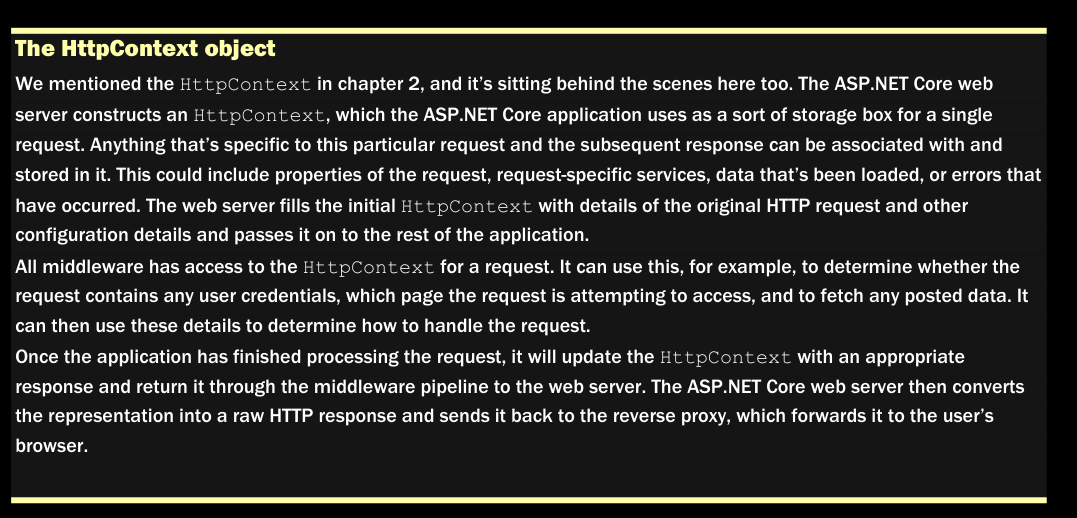 The HttpContext object
We mentioned the HttpContext in chapter 2, and it's sitting behind the scenes here too. The ASP.NET Core web
server constructs an HttpContext, which the ASP.NET Core application uses as a sort of storage box for a single
request. Anything that's specific to this particular request and the subsequent response can be associated with and
stored in it. This could include properties of the request, request-specific services, data that's been loaded, or errors that
have occurred. The web server fills the initial HttpContext with details of the original HTTP request and other
configuration details and passes it on to the rest of the application.
All middleware has access to the HttpContext for a request. It can use this, for example, to determine whether the
request contains any user credentials, which page the request is attempting to access, and to fetch any posted data. It
can then use these details to determine how to handle the request.
Once the application has finished processing the request, it will update the HttpContext with an appropriate
response and return it through the middleware pipeline to the web server. The ASP.NET Core web server then converts
the representation into a raw HTTP response and sends it back to the reverse proxy, which forwards it to the user's
browser.